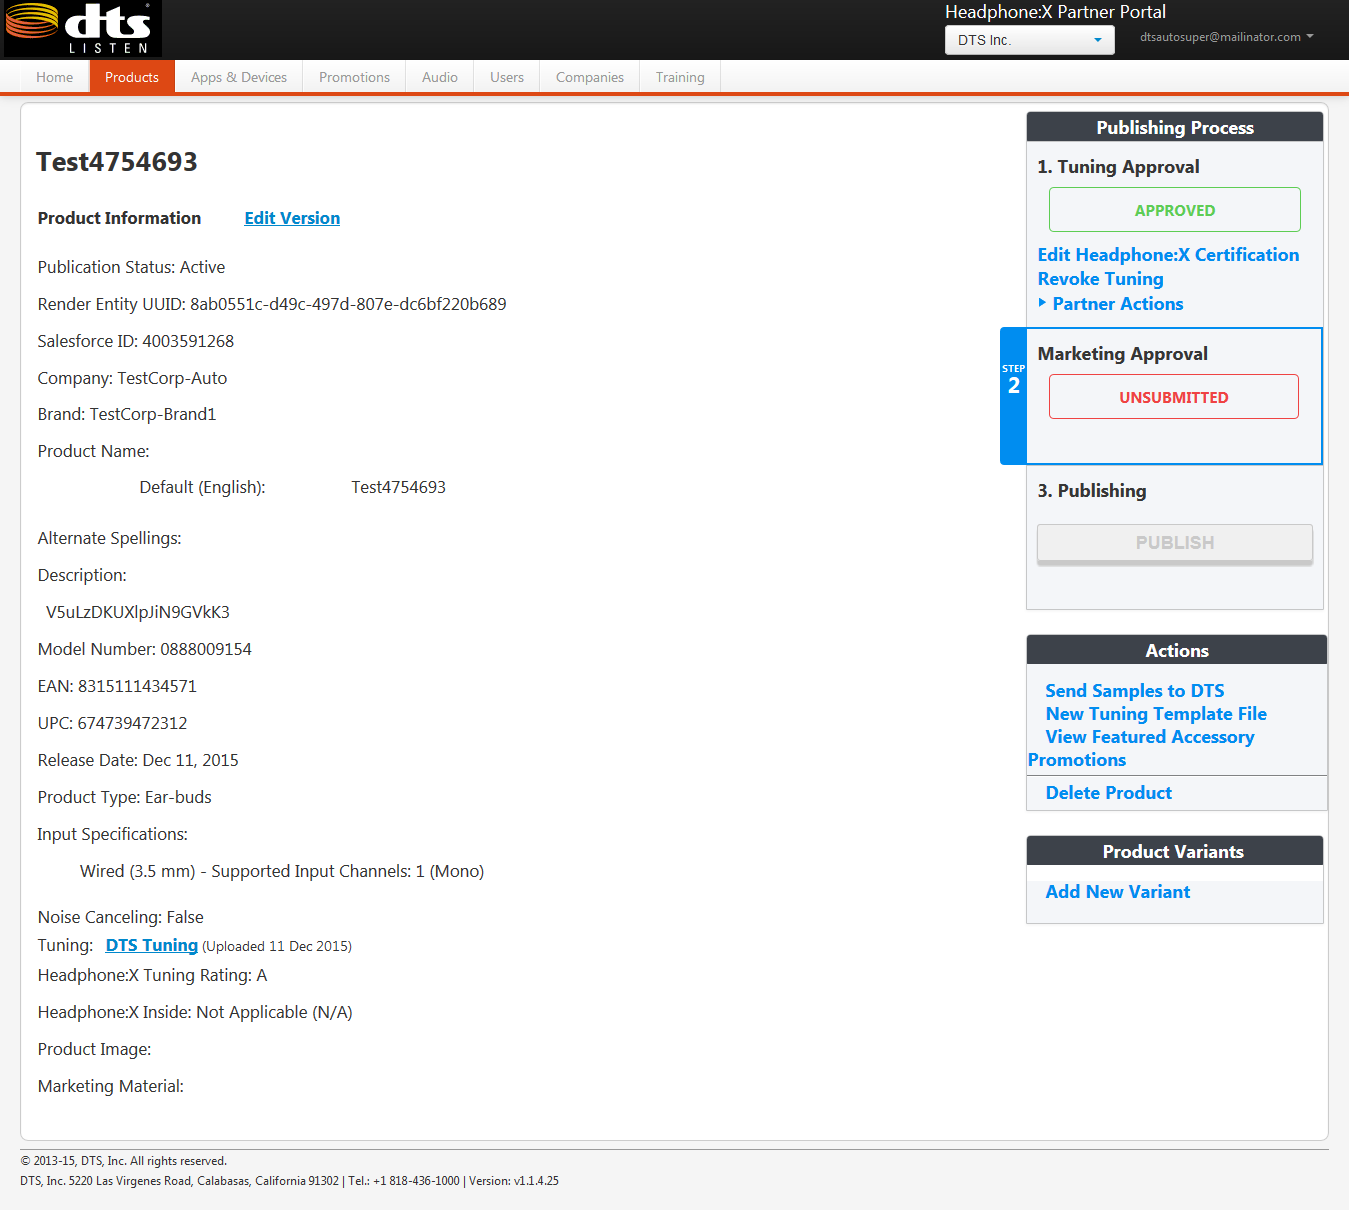 dts
LISTEN
Headphone:X Partner Portal
DTS Inc.
dtsautosuper@mailinator.com
Home
Products
Apps & Devices
Promotions
Audio
Users
Companies
Training
Test4754693
Product Information
Edit Version
Publication Status: Active
Render Entity UUID: 8ab0551c-d49c-497d-807e-dc6bf220b689
Salesforce ID: 4003591268
Company: TestCorp-Auto
Brand: TestCorp-Brand1
Product Name:
Default (English): Test4754693
Alternate Spellings:
Description:
V5uLzDKUXlpJiN9GVkK3
Model Number: 0888009154
EAN: 8315111434571
UPC: 674739472312
Release Date: Dec 11, 2015
Product Type: Ear-buds
Input Specifications:
Wired (3.5 mm) - Supported Input Channels: 1 (Mono)
Noise Canceling: False
Tuning: DTS Tuning (Uploaded 11 Dec 2015)
Headphone:X Tuning Rating: A
Headphone:X Inside: Not Applicable (N/A)
Product Image:
Marketing Material:
Publishing Process
1. Tuning Approval
APPROVED
Edit Headphone:X Certification
Revoke Tuning
Partner Actions
STEP
2
Marketing Approval
UNSUBMITTED
3. Publishing
PUBLISH
Actions
Send Samples to DTS
New Tuning Template File
View Featured Accessory
Promotions
Delete Product
Product Variants
Add New Variant
© 2013-15, DTS, Inc. All rights reserved.
DTS, Inc. 5220 Las Virgenes Road, Calabasas, California 91302 | Tel.: +1 818-436-1000 | Version: v1.1.4.25